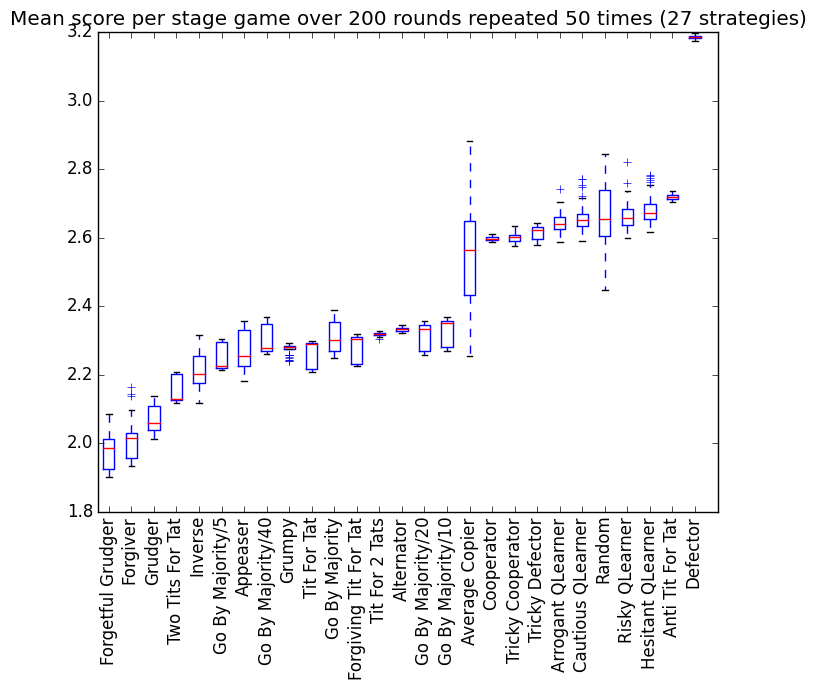 Mean score per stage game over 200 rounds repeated 50 times (27 strategies)
3.2
3.0
2.8
2.6
2.4
2.2
2.0
1.8
Forgetful Grudger
Forgiver
Grudger
Two Tits For Tat
Inverse
Go By Majority/5
Appeaser
Go By Majority/40
Grumpy
Tit For Tat
Go By Majority
Forgiving Tit For Tat
Tit For 2 Tats
Alternator
Go By Majority/20
Go By Majority/10
Average Copier
Cooperator
Tricky Cooperator
Tricky Defector
Arrogant QLearner
Cautious QLearner
Random
Risky QLearner
Hesitant QLearner
Anti Tit For Tat
Defector